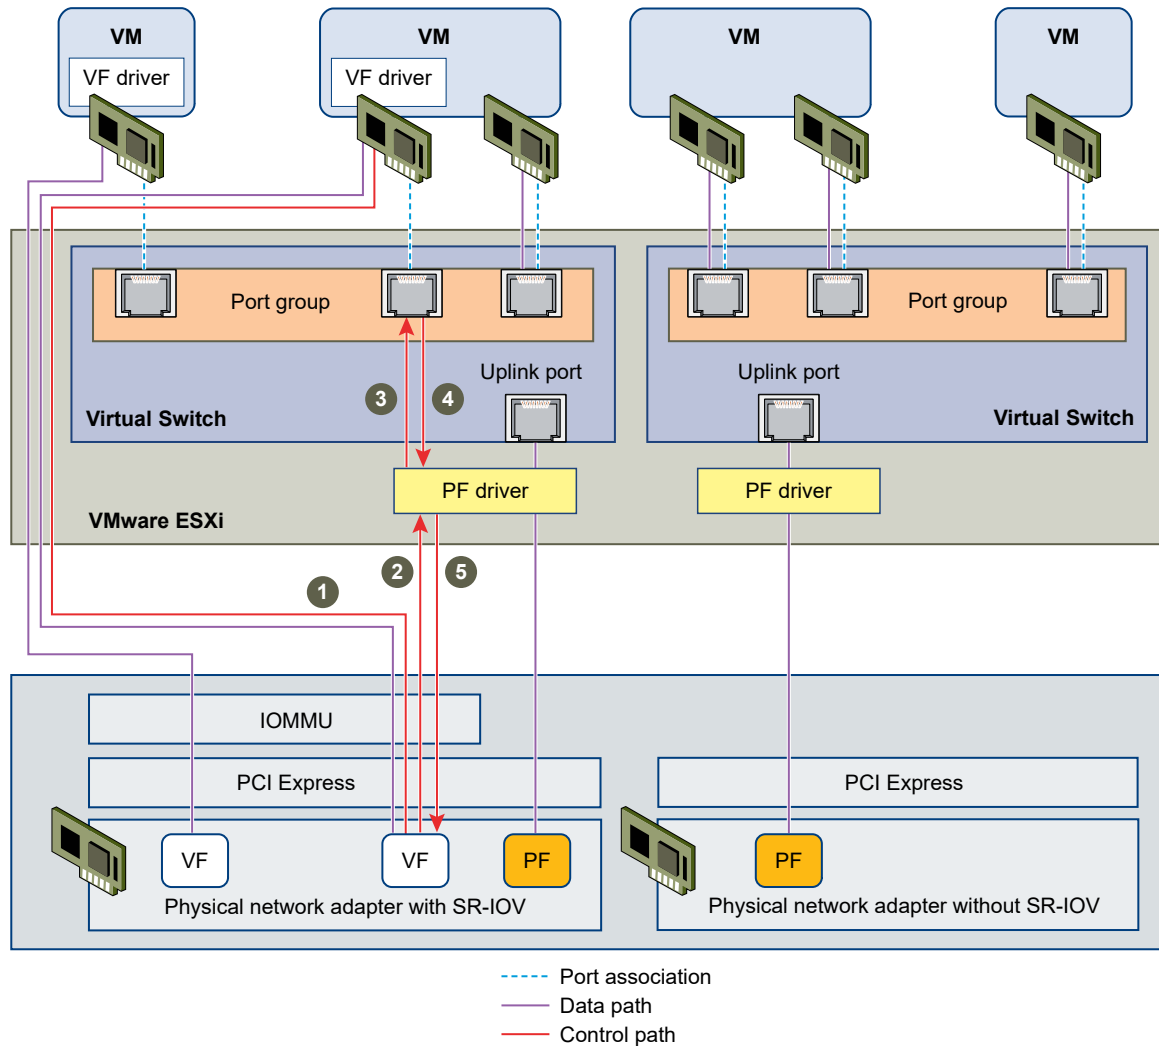 VM
VM
VM
VM
VF driver
VF driver
Port group
Port group
Uplink port
Uplink port
3
4
Virtual Switch
Virtual Switch
PF driver
PF driver
VMware ESXi
2
5
1
IOMMU
PCI Express
PCI Express
VF
VF
PF
PF
Physical network adapter with SR-IOV
Physical network adapter without SR-IOV
Port association
Data path
Control path